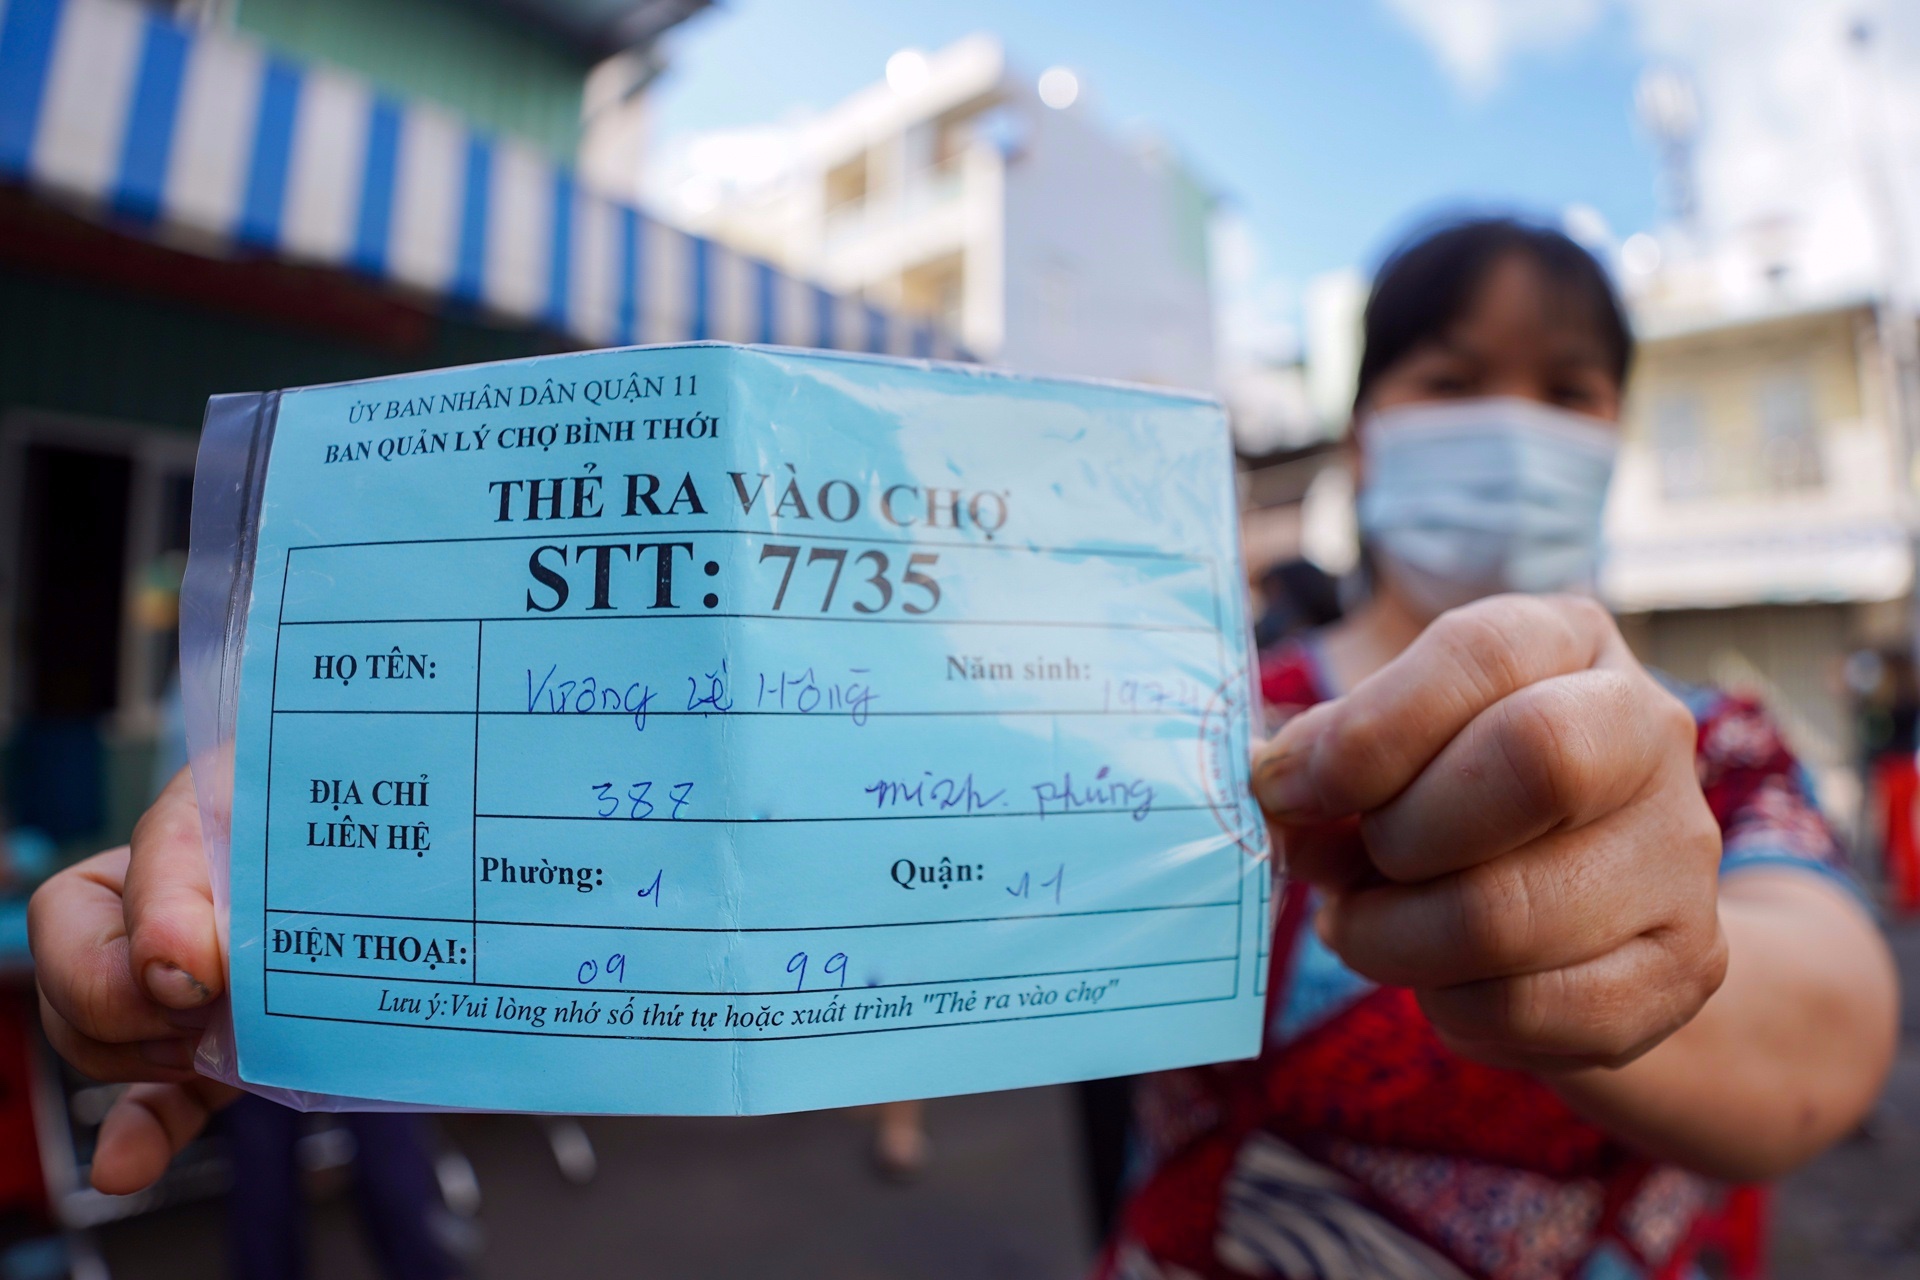 ỦY BAN NHÂN DÂN QUẬN 11
BAN QUẢN LÝ CHỢ BÌNH THỚI
THẺ RA VÀO CHỢ
STT: 7735
HỌ TÊN: Vương Lệ Hồng Năm sinh: 1974
ĐỊA CHỈ LIÊN HỆ
387 minh phụng
Phường: 1 Quận: 11
ĐIỆN THOẠI: 09 99
Lưu ý:Vui lòng nhớ số thứ tự hoặc xuất trình "Thẻ ra vào chợ"